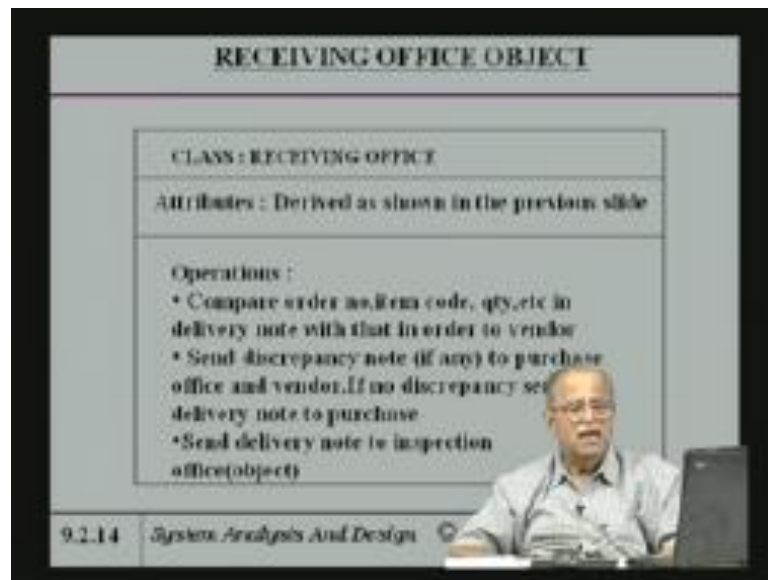 RECEIVING OFFICE OBJECT
CLASS : RECEIVING OFFICE
Attributes : Derived as shown in the previous slide
Operations :
• Compare order no,item code, qty,etc in
delivery note with that in order to vendor
• Send discrepancy note (if any) to purchase
office and vendor.If no discrepancy
delivery note to purchase
•Send delivery note to inspection
office(object)
9.2.14 System Analysis And Design ©